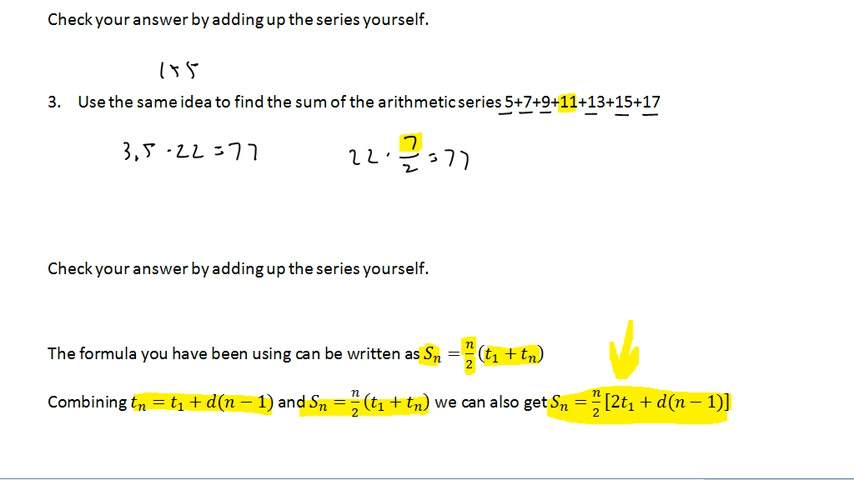 Check your answer by adding up the series yourself.
3. Use the same idea to find the sum of the arithmetic series 5+7+9+11+13+15+17
3.5 · 22 = 77 22 · 7/2 = 77
Check your answer by adding up the series yourself.
The formula you have been using can be written as Sₙ = n/2 (t₁ + tₙ)
Combining tₙ = t₁ + d(n − 1) and Sₙ = n/2 (t₁ + tₙ) we can also get Sₙ = n/2 [2t₁ + d(n − 1)]